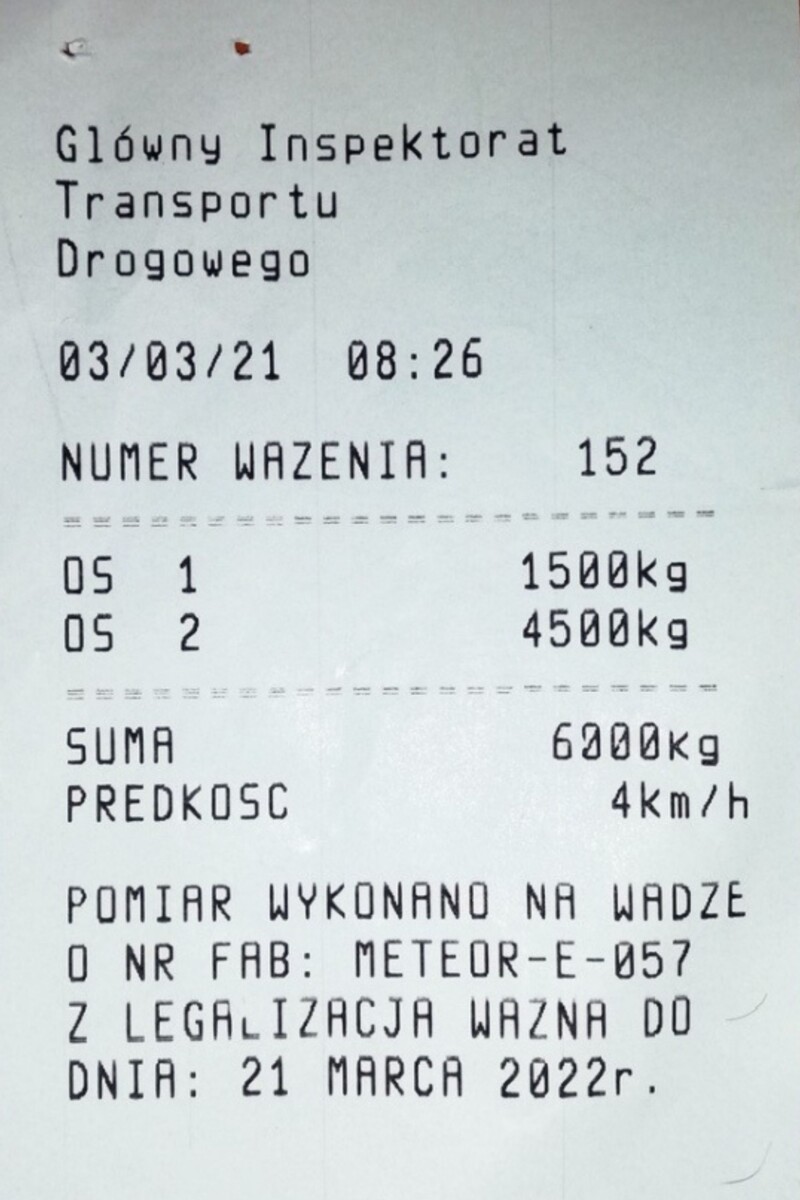 Glówny Inspektorat
Transportu
Drogowego
03/03/21 08:26
NUMER WAZENIA: 152
OS 1 1500kg
OS 2 4500kg
SUMA 6000kg
PREDKOSC 4km/h
POMIAR WYKONANO NA WADZE
O NR FAB: METEOR-E-057
Z LEGALIZACJA WAZNA DO
DNIA: 21 MARCA 2022r.